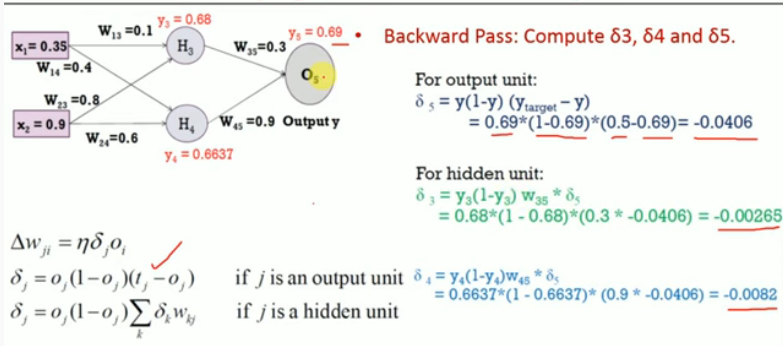 y₃ = 0.68
W₁₃ =0.1
y₅ = 0.69
• Backward Pass: Compute δ3, δ4 and δ5.
x₁= 0.35
H₃
W₃₅=0.3
W₁₄=0.4
O₅
For output unit:
δ ₅ = y(1-y) (y_target – y)
= 0.69*(1-0.69)*(0.5-0.69)= -0.0406
W₂₃ =0.8
x₂ = 0.9
H₄
W₄₅=0.9 Output y
W₂₄=0.6
y₄ = 0.6637
For hidden unit:
δ ₃ = y₃(1-y₃) w₃₅ * δ₅
= 0.68*(1 - 0.68)*(0.3 * -0.0406) = -0.00265
Δw_ji = ηδ_j o_i
δ_j = o_j(1−o_j)(t_j −o_j) if j is an output unit
δ ₄ = y₄(1-y₄)w₄₅ * δ₅
= 0.6637*(1 - 0.6637)* (0.9 * -0.0406) = -0.0082
δ_j = o_j(1−o_j)∑_k δ_k w_kj if j is a hidden unit